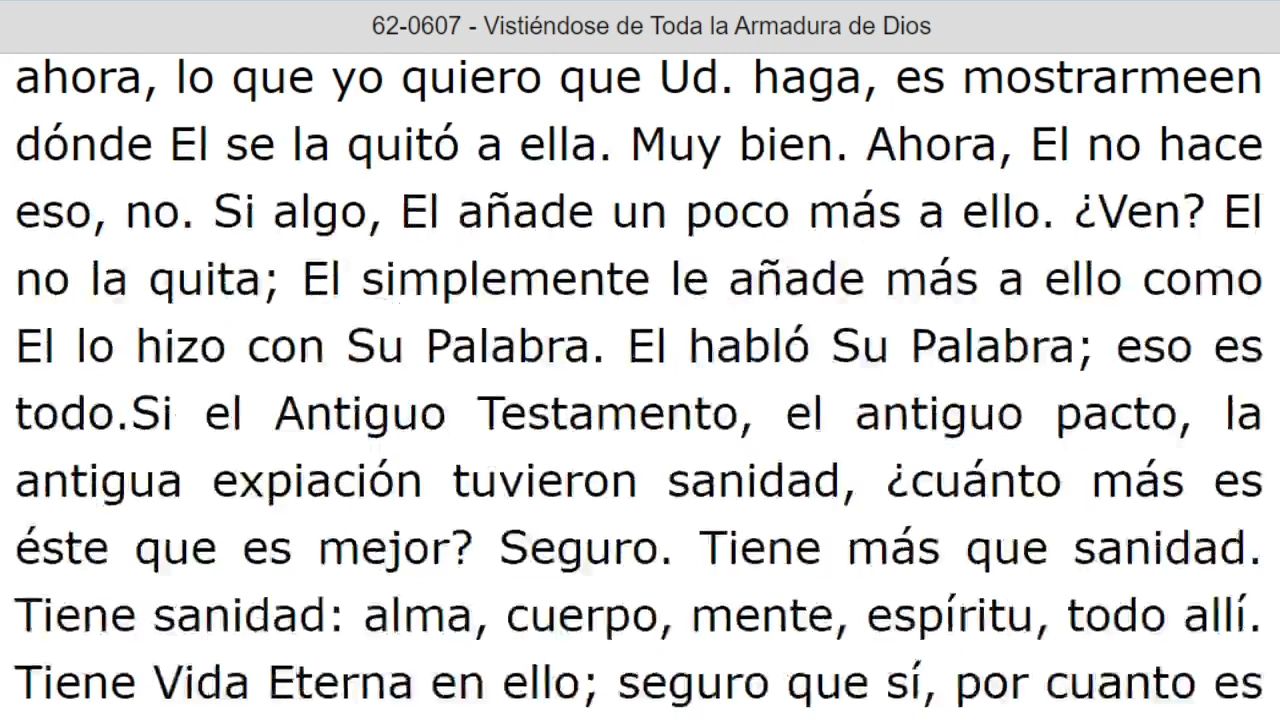 62-0607 - Vistiéndose de Toda la Armadura de Dios
ahora, lo que yo quiero que Ud. haga, es mostrarmeen
dónde El se la quitó a ella. Muy bien. Ahora, El no hace
eso, no. Si algo, El añade un poco más a ello. ¿Ven? El
no la quita; El simplemente le añade más a ello como
El lo hizo con Su Palabra. El habló Su Palabra; eso es
todo.Si el Antiguo Testamento, el antiguo pacto, la
antigua expiación tuvieron sanidad, ¿cuánto más es
éste que es mejor? Seguro. Tiene más que sanidad.
Tiene sanidad: alma, cuerpo, mente, espíritu, todo allí.
Tiene Vida Eterna en ello; seguro que sí, por cuanto es